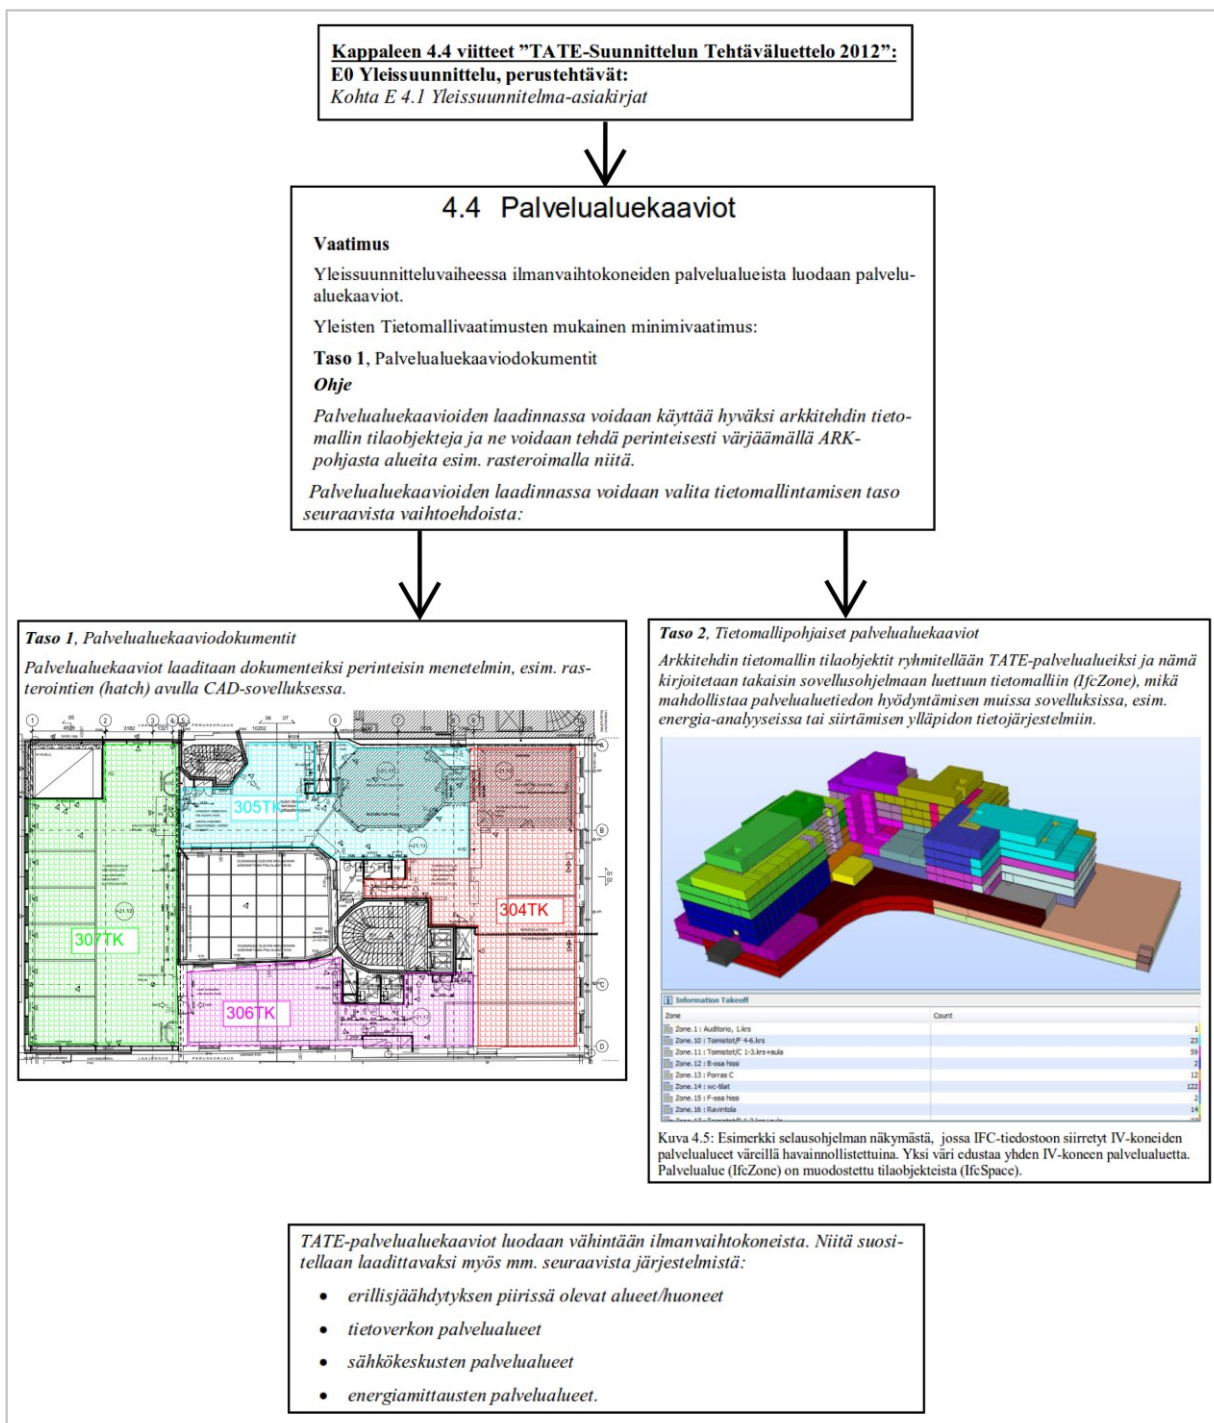 Kappaleen 4.4 viitteet ”TATE-Suunnittelun Tehtäväluettelo 2012”:
E0 Yleissuunnittelu, perustehtävät:
Kohta E 4.1 Yleissuunnitelma-asiakirjat
4.4 Palvelualuekaaviot
Vaatimus
Yleissuunnitteluvaiheessa ilmanvaihtokoneiden palvelualueista luodaan palvelu-
aluekaaviot.
Yleisten Tietomallivaatimusten mukainen minimivaatimus:
Taso 1, Palvelualuekaaviodokumentit
Ohje
Palvelualuekaavioiden laadinnassa voidaan käyttää hyväksi arkkitehdin tieto-
mallin tilaobjekteja ja ne voidaan tehdä perinteisesti värjäämällä ARK-
pohjasta alueita esim. rasteroimalla niitä.
Palvelualuekaavioiden laadinnassa voidaan valita tietomallintamisen taso
seuraavista vaihtoehdoista:
Taso 1, Palvelualuekaaviodokumentit
Palvelualuekaaviot laaditaan dokumenteiksi perinteisin menetelmin, esim. ras-
terointien (hatch) avulla CAD-sovelluksessa.
305TK
304TK
307TK
306TK
Taso 2, Tietomallipohjaiset palvelualuekaaviot
Arkkitehdin tietomallin tilaobjektit ryhmitellään TATE-palvelualueiksi ja nämä
kirjoitetaan takaisin sovellusohjelmaan luettuun tietomalliin (IfcZone), mikä
mahdollistaa palvelualuetiedon hyödyntämisen muissa sovelluksissa, esim.
energia-analyyseissa tai siirtämisen ylläpidon tietojärjestelmiin.
Information Takeoff
Zone Count
Zone.1 : Auditorio, 1.krs 1
Zone.10 : Toimistot/F 4-6.krs 23
Zone.11 : Toimistot/C 1-3.krs+aula 59
Zone.12 : B-osa hissi 2
Zone.13 : Porras C 12
Zone.14 : wc-tilat 122
Zone.15 : F-osa hissi 2
Zone.16 : Ravintola 14
Kuva 4.5: Esimerkki selausohjelman näkymästä, jossa IFC-tiedostoon siirretyt IV-koneiden
palvelualueet väreillä havainnollistettuina. Yksi väri edustaa yhden IV-koneen palvelualuetta.
Palvelualue (IfcZone) on muodostettu tilaobjekteista (IfcSpace).
TATE-palvelualuekaaviot luodaan vähintään ilmanvaihtokoneista. Niitä suosi-
tellaan laadittavaksi myös mm. seuraavista järjestelmistä:
• erillisjäähdytyksen piirissä olevat alueet/huoneet
• tietoverkon palvelualueet
• sähkökeskusten palvelualueet
• energiamittausten palvelualueet.